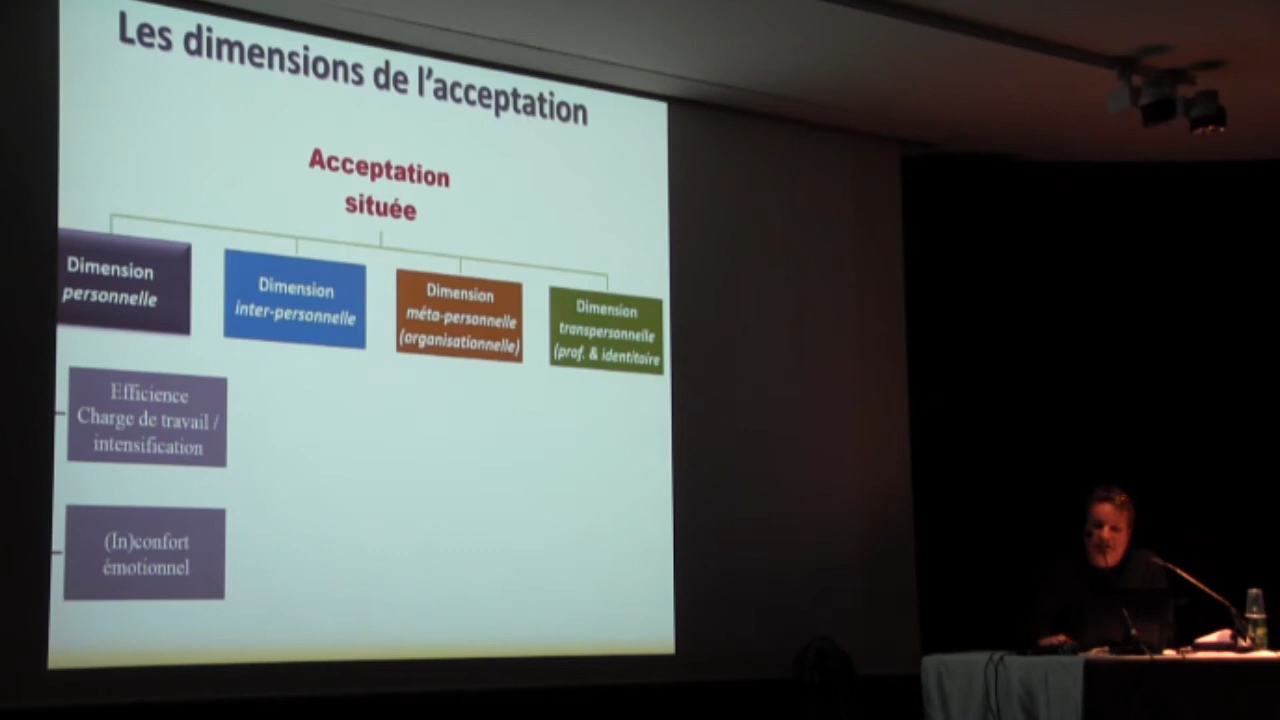 Les dimensions de l'acceptation
Acceptation
située
Dimension
personnelle
Dimension
inter-personnelle
Dimension
méta-personnelle
(organisationnelle)
Dimension
transpersonnelle
(prof. & identitaire
Efficience
Charge de travail /
intensification
(In)confort
émotionnel